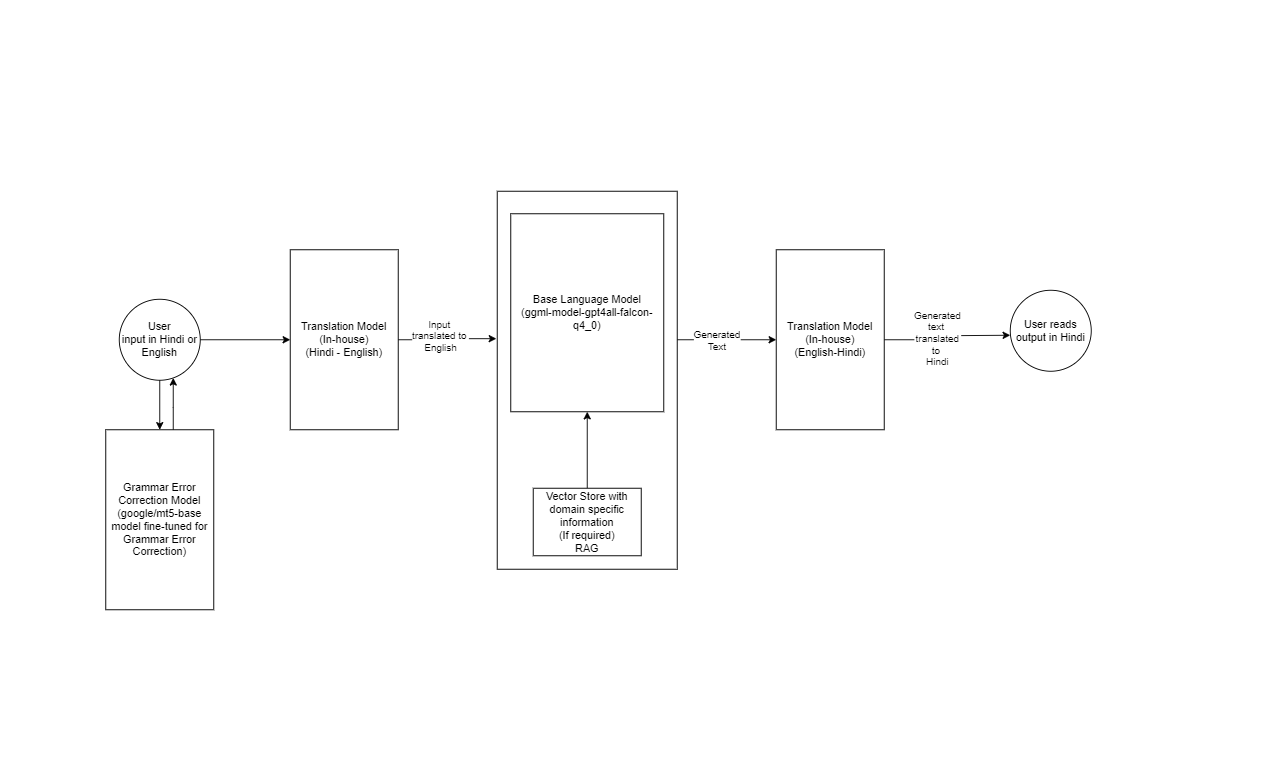 User
input in Hindi or
English
Grammar Error
Correction Model
(google/mt5-base
model fine-tuned for
Grammar Error
Correction)
Translation Model
(In-house)
(Hindi - English)
Input
translated to
English
Base Language Model
(ggml-model-gpt4all-falcon-
q4_0)
Vector Store with
domain specific
information
(If required)
RAG
Generated
Text
Translation Model
(In-house)
(English-Hindi)
Generated
text
translated
to
Hindi
User reads
output in Hindi